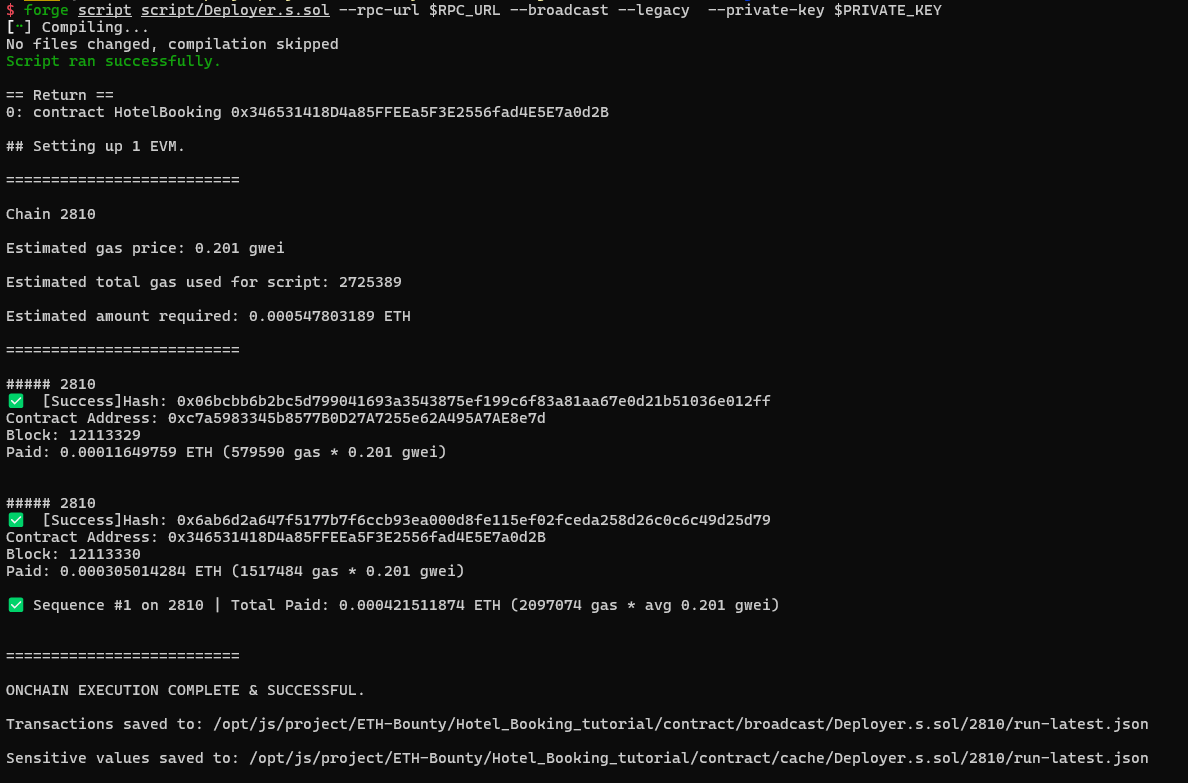 $ forge script script/Deployer.s.sol --rpc-url $RPC_URL --broadcast --legacy --private-key $PRIVATE_KEY
[⠒] Compiling...
No files changed, compilation skipped
Script ran successfully.
== Return ==
0: contract HotelBooking 0x346531418D4a85FFEEa5F3E2556fad4E5E7a0d2B
## Setting up 1 EVM.
==========================
Chain 2810
Estimated gas price: 0.201 gwei
Estimated total gas used for script: 2725389
Estimated amount required: 0.000547803189 ETH
==========================
##### 2810
✅ [Success]Hash: 0x06bcbb6b2bc5d799041693a3543875ef199c6f83a81aa67e0d21b51036e012ff
Contract Address: 0xc7a5983345b8577B0D27A7255e62A495A7AE8e7d
Block: 12113329
Paid: 0.00011649759 ETH (579590 gas * 0.201 gwei)
##### 2810
✅ [Success]Hash: 0x6ab6d2a647f5177b7f6ccb93ea000d8fe115ef02fceda258d26c0c6c49d25d79
Contract Address: 0x346531418D4a85FFEEa5F3E2556fad4E5E7a0d2B
Block: 12113330
Paid: 0.000305014284 ETH (1517484 gas * 0.201 gwei)
✅ Sequence #1 on 2810 | Total Paid: 0.000421511874 ETH (2097074 gas * avg 0.201 gwei)
==========================
ONCHAIN EXECUTION COMPLETE & SUCCESSFUL.
Transactions saved to: /opt/js/project/ETH-Bounty/Hotel_Booking_tutorial/contract/broadcast/Deployer.s.sol/2810/run-latest.json
Sensitive values saved to: /opt/js/project/ETH-Bounty/Hotel_Booking_tutorial/contract/cache/Deployer.s.sol/2810/run-latest.json